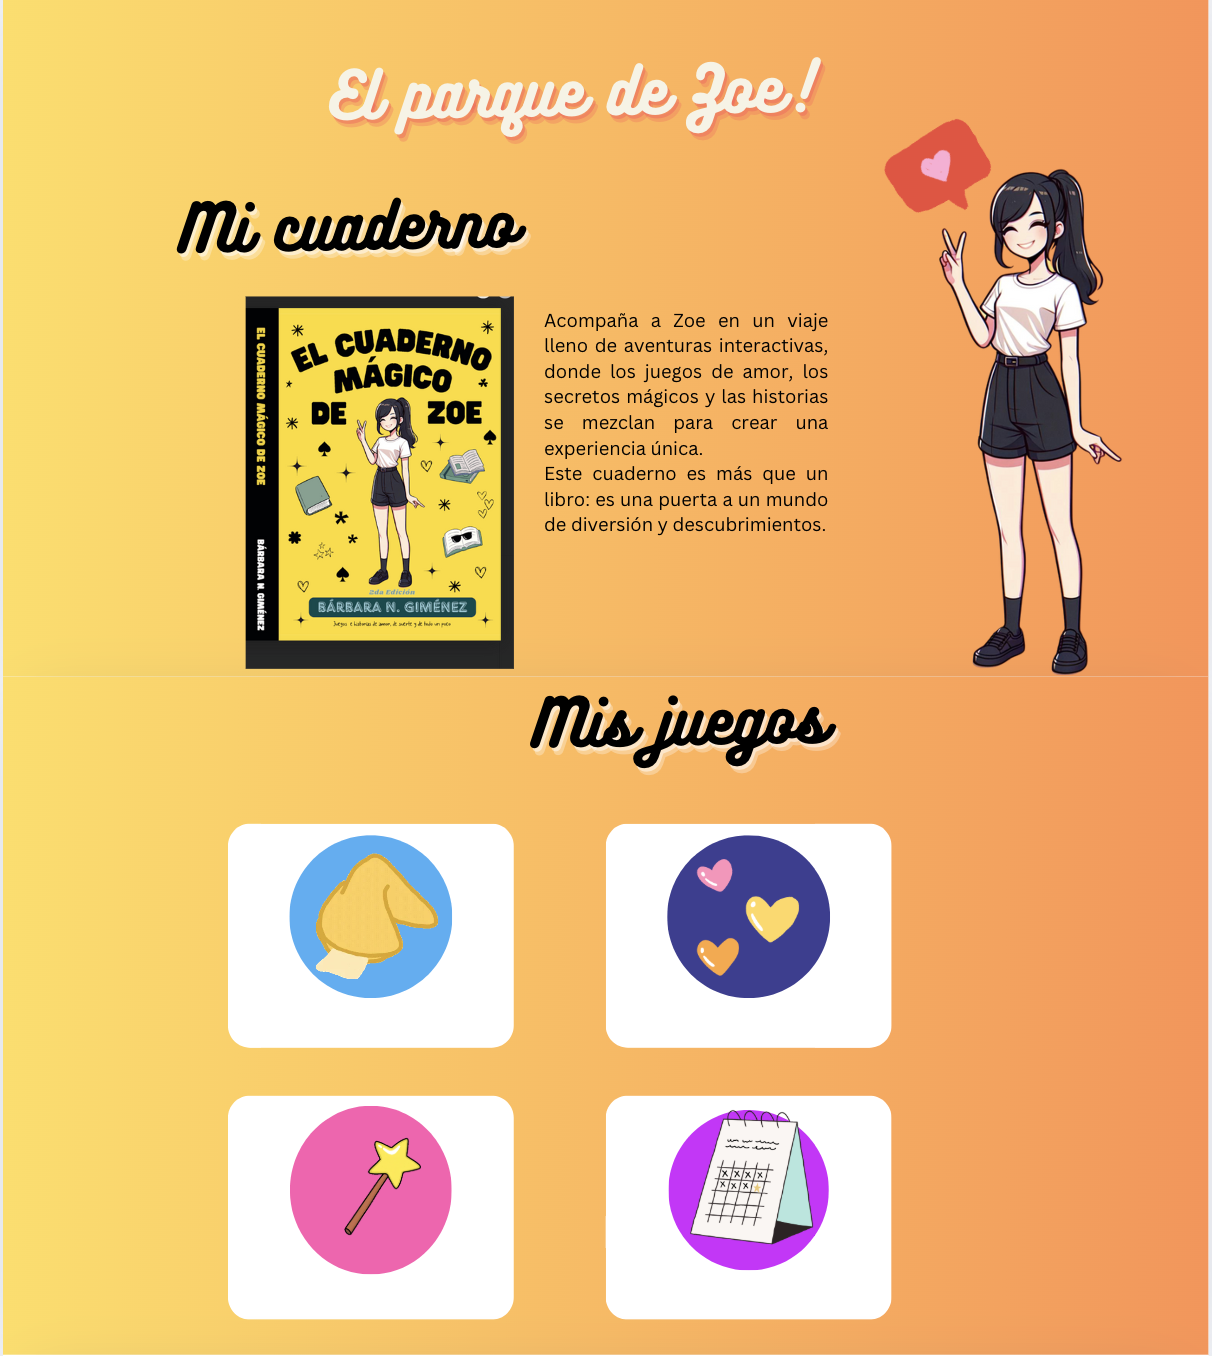 El parque de Zoe!
Mi cuaderno
EL CUADERNO MÁGICO DE ZOE
BÁRBARA N. GIMÉNEZ
EL CUADERNO
MÁGICO
DE ZOE
2da Edición
BÁRBARA N. GIMÉNEZ
Juegos e historias de amor, de suerte y de todo un poco
Acompaña a Zoe en un viaje
lleno de aventuras interactivas,
donde los juegos de amor, los
secretos mágicos y las historias
se mezclan para crear una
experiencia única.
Este cuaderno es más que un
libro: es una puerta a un mundo
de diversión y descubrimientos.
Mis juegos